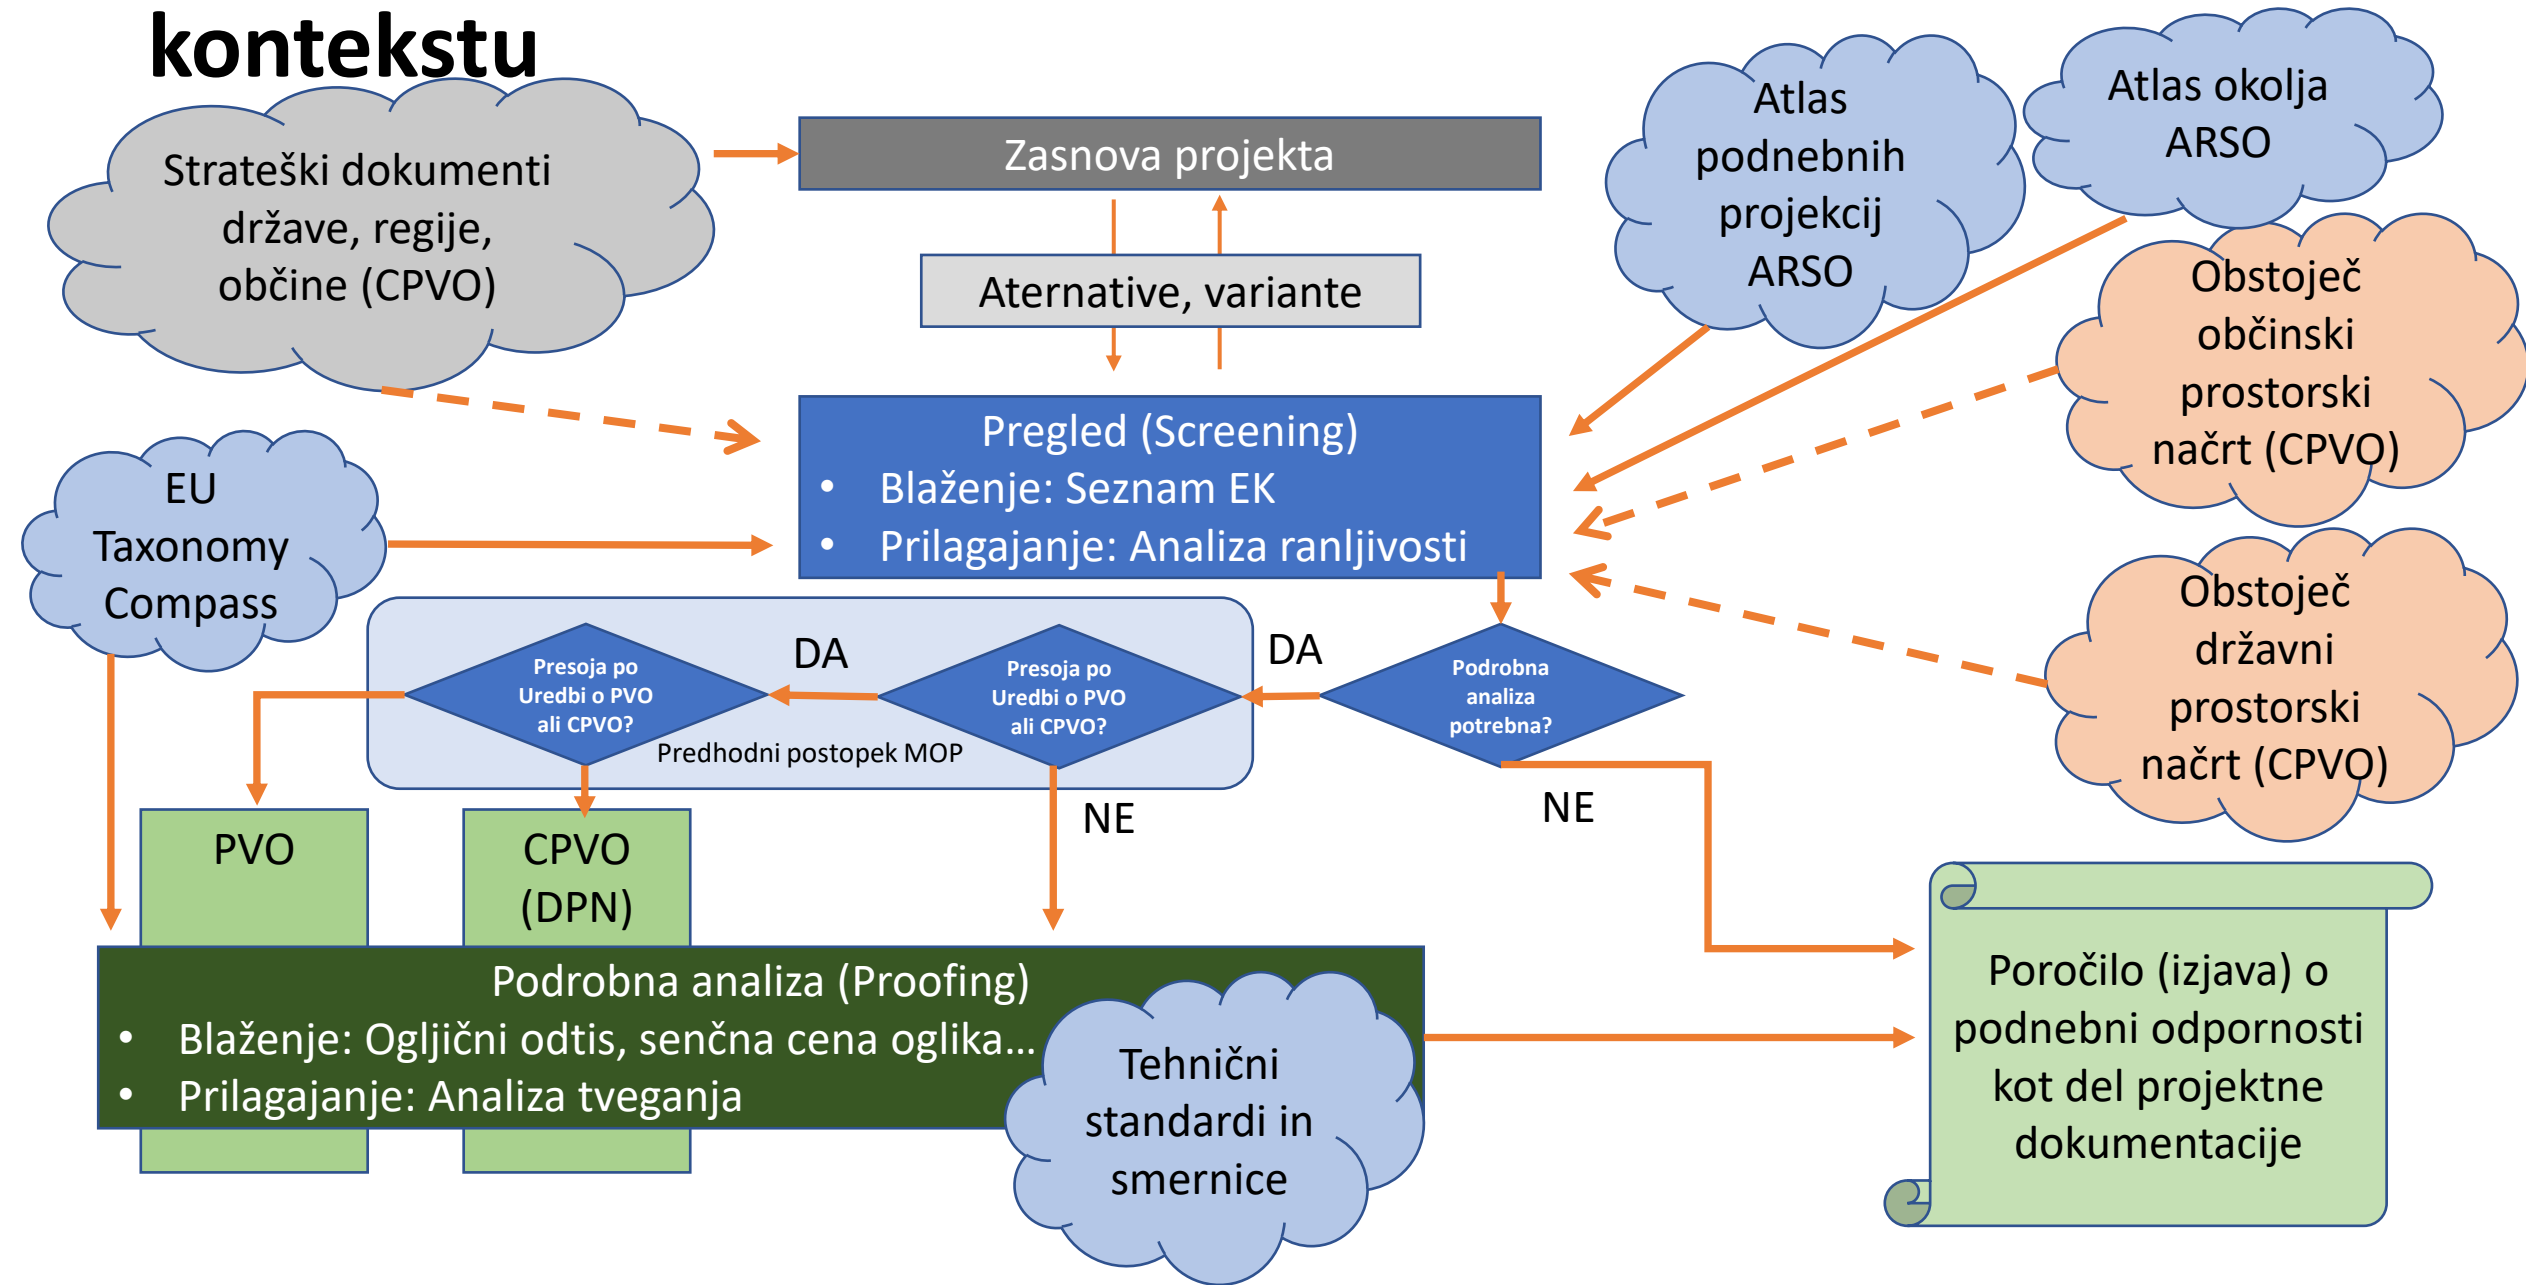 kontekstu
Strateški dokumenti
države, regije,
občine (CPVO)
Zasnova projekta
Aternative, variante
Atlas
podnebnih
projekcij
ARSO
Atlas okolja
ARSO
Obstoječ
občinski
prostorski
načrt (CPVO)
Pregled (Screening)
• Blaženje: Seznam EK
• Prilagajanje: Analiza ranljivosti
EU
Taxonomy
Compass
Obstoječ
državni
prostorski
načrt (CPVO)
Presoja po
Uredbi o PVO
ali CPVO?
DA
Presoja po
Uredbi o PVO
ali CPVO?
DA
Podrobna
analiza
potrebna?
Predhodni postopek MOP
NE
NE
PVO
CPVO
(DPN)
Podrobna analiza (Proofing)
• Blaženje: Ogljični odtis, senčna cena oglika…
• Prilagajanje: Analiza tveganja
Tehnični
standardi in
smernice
Poročilo (izjava) o
podnebni odpornosti
kot del projektne
dokumentacije